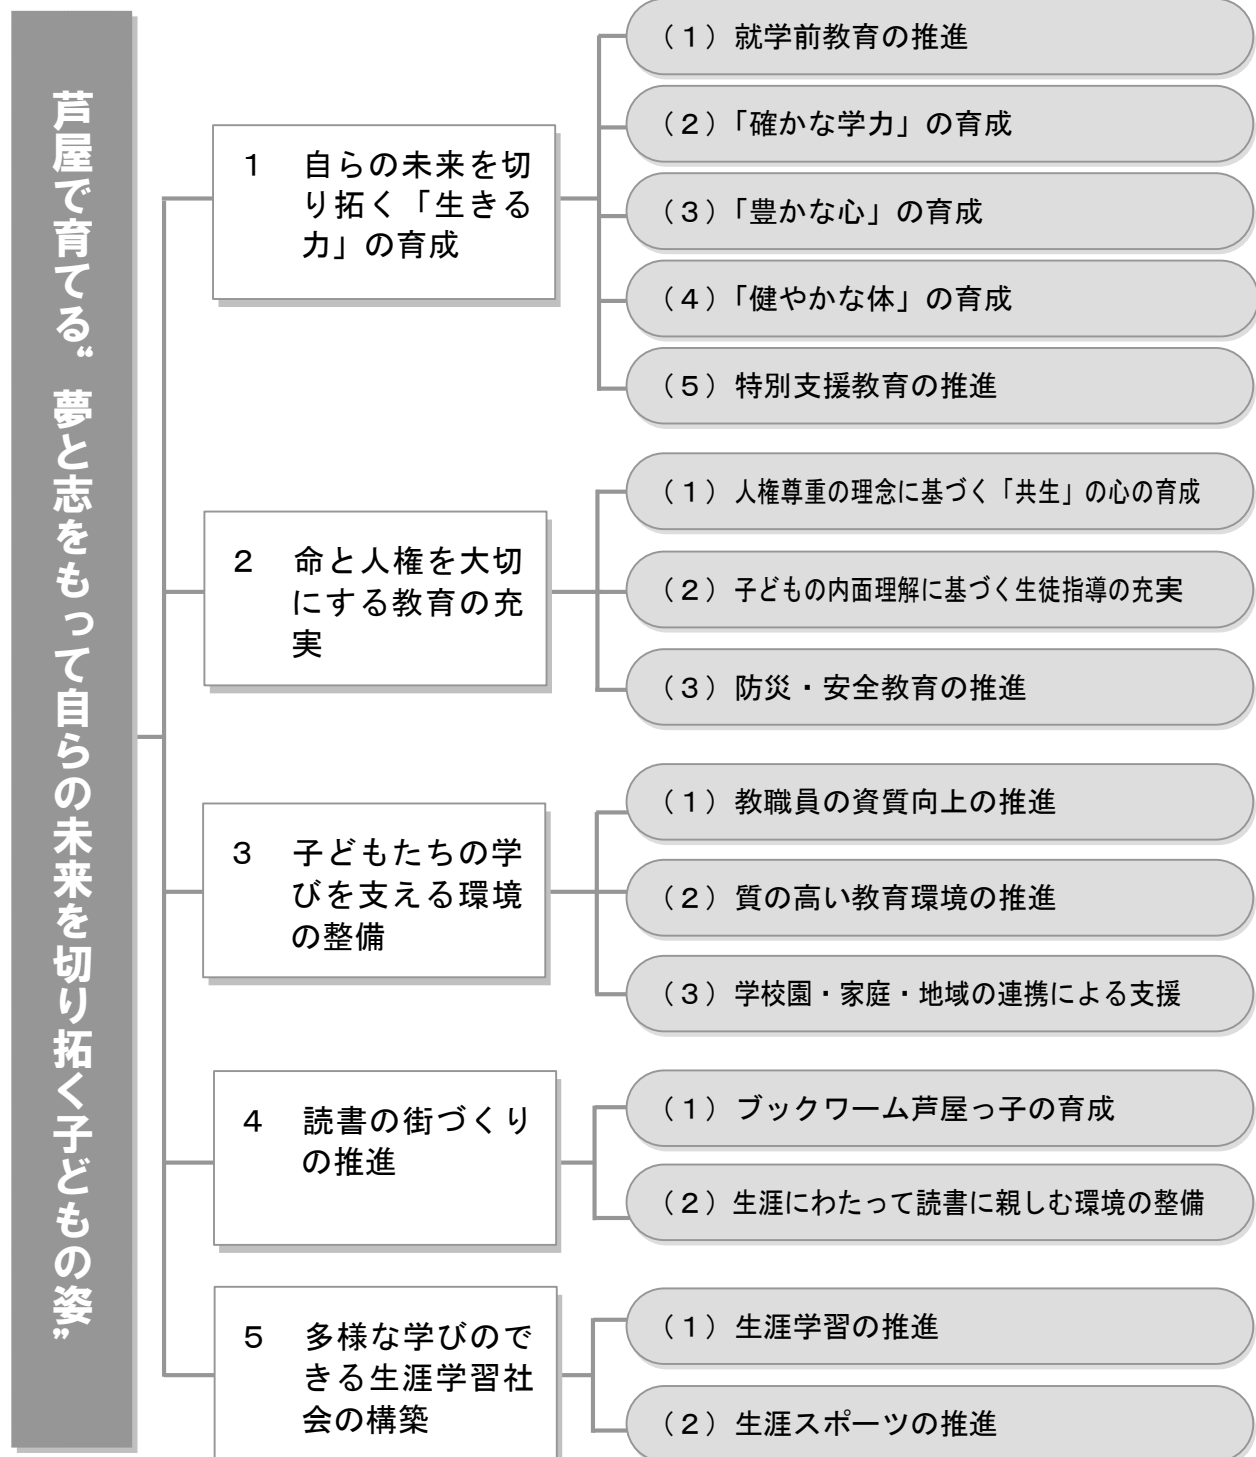 芦屋で育てる“夢と志をもって自らの未来を切り拓く子どもの姿”
1 自らの未来を切
り拓く「生きる
力」の育成
（１）就学前教育の推進
（２）「確かな学力」の育成
（３）「豊かな心」の育成
（４）「健やかな体」の育成
（５）特別支援教育の推進
2 命と人権を大切
にする教育の充
実
（１）人権尊重の理念に基づく「共生」の心の育成
（２）子どもの内面理解に基づく生徒指導の充実
（３）防災・安全教育の推進
3 子どもたちの学
びを支える環境
の整備
（１）教職員の資質向上の推進
（２）質の高い教育環境の推進
（３）学校園・家庭・地域の連携による支援
4 読書の街づくり
の推進
（１）ブックワーム芦屋っ子の育成
（２）生涯にわたって読書に親しむ環境の整備
5 多様な学びので
きる生涯学習社
会の構築
（１）生涯学習の推進
（２）生涯スポーツの推進